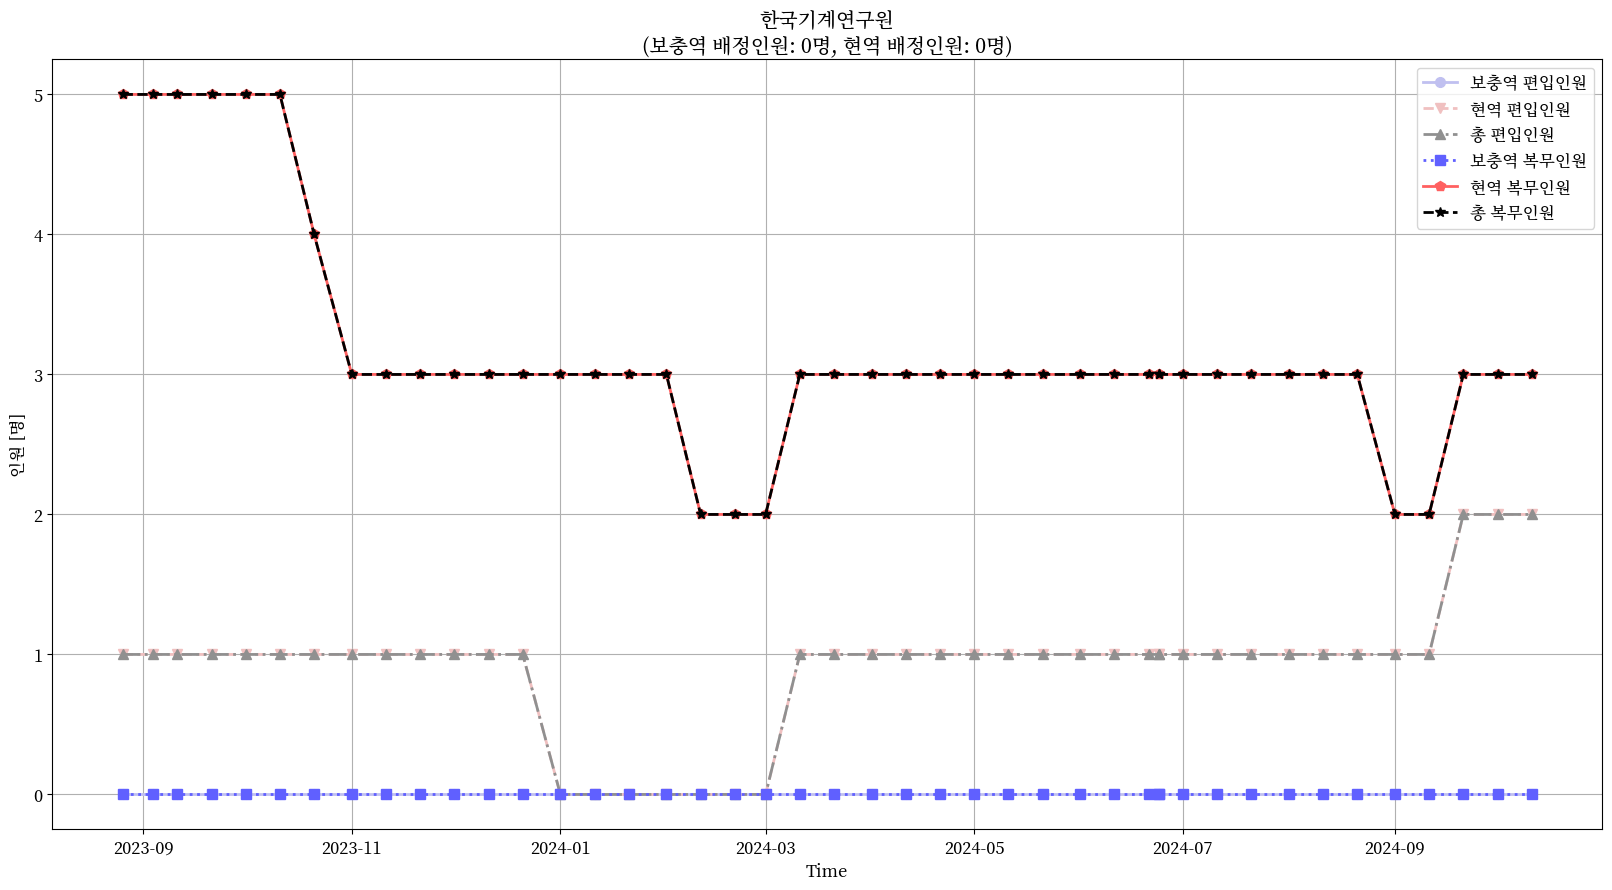 한국기계연구원
(보충역 배정인원: 0명, 현역 배정인원: 0명)
보충역 편입인원
현역 편입인원
총 편입인원
보충역 복무인원
현역 복무인원
총 복무인원
인원 [명]
5
4
3
2
1
0
2023-09
2023-11
2024-01
2024-03
2024-05
2024-07
2024-09
Time